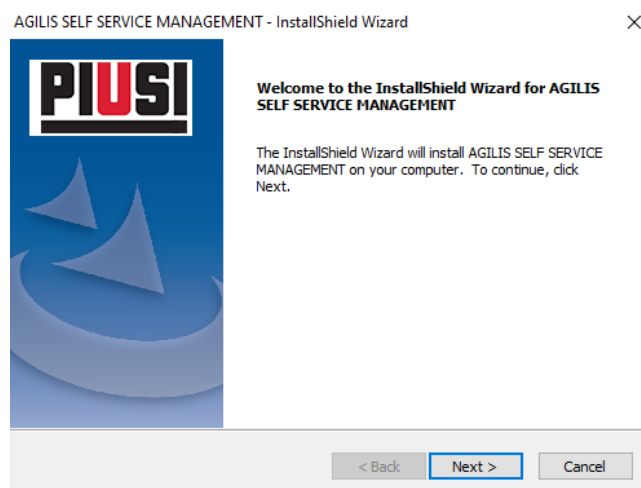 AGILIS SELF SERVICE MANAGEMENT - InstallShield Wizard
PIUSI
Welcome to the InstallShield Wizard for AGILIS
SELF SERVICE MANAGEMENT
The InstallShield Wizard will install AGILIS SELF SERVICE
MANAGEMENT on your computer. To continue, click
Next.
< Back Next > Cancel